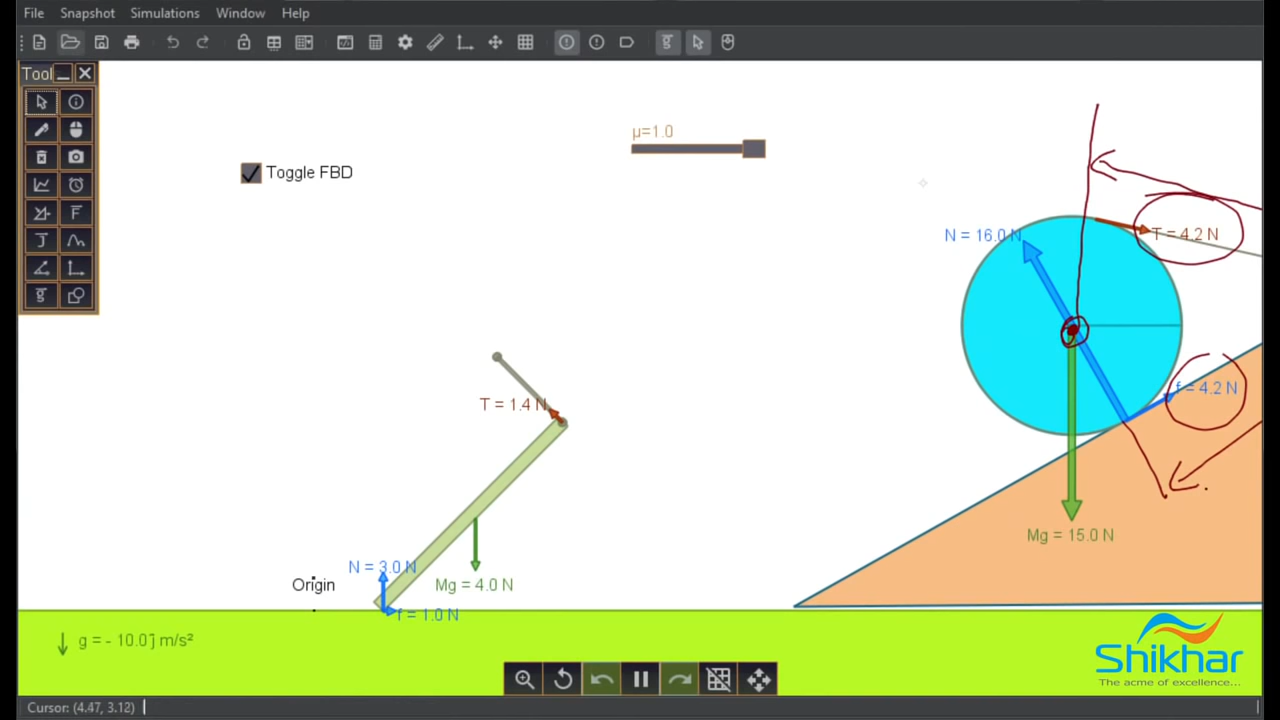 File Snapshot Simulations Window Help
Tool
μ=1.0
Toggle FBD
N = 16.0 N
T = 4.2 N
f = 4.2 N
T = 1.4 N
Mg = 15.0 N
N = 3.0 N
Origin
Mg = 4.0 N
f = 1.0 N
g = - 10.0 ĵ m/s²
Shikhar
The acme of excellence...
Cursor: (4.47, 3.12)